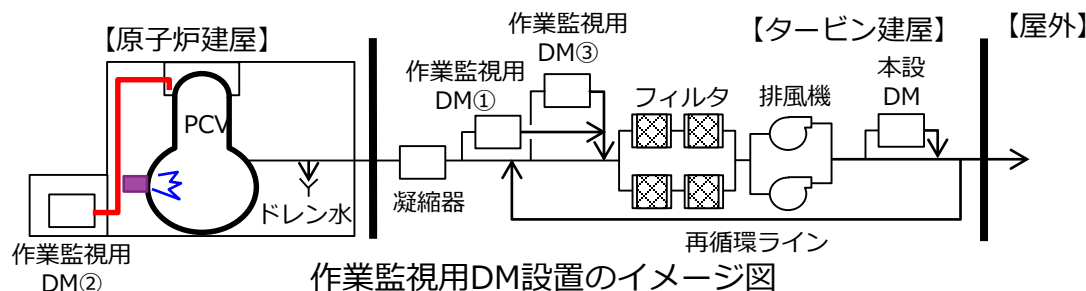 【原子炉建屋】
作業監視用
DM③
【タービン建屋】
【屋外】
作業監視用
DM①
フィルタ
排風機
本設
DM
PCV
ドレン水
凝縮器
再循環ライン
作業監視用
DM②
作業監視用DM設置のイメージ図